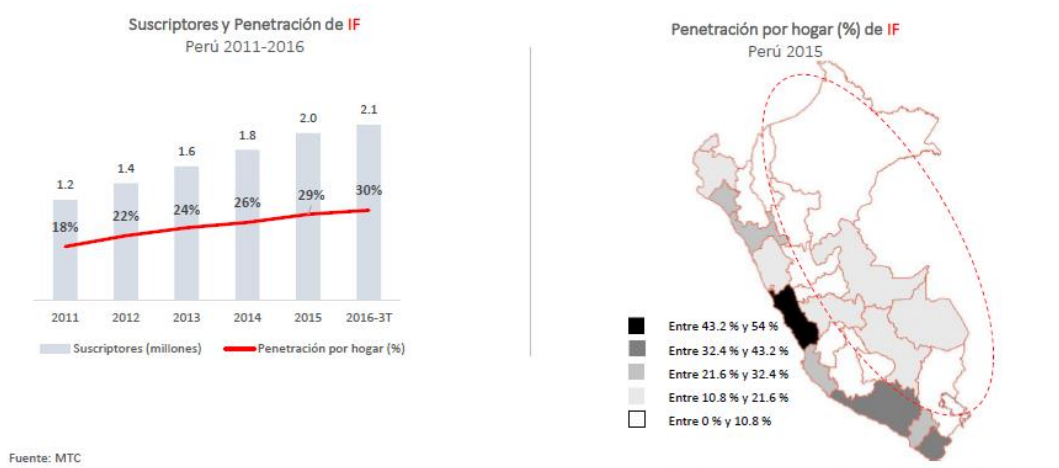 Suscriptores y Penetración de IF
Perú 2011-2016
1.2
1.4
1.6
1.8
2.0
2.1
18%
22%
24%
26%
29%
30%
2011
2012
2013
2014
2015
2016-3T
Suscriptores (millones)
Penetración por hogar (%)
Penetración por hogar (%) de IF
Perú 2015
Entre 43.2 % y 54 %
Entre 32.4 % y 43.2 %
Entre 21.6 % y 32.4 %
Entre 10.8 % y 21.6 %
Entre 0 % y 10.8 %
Fuente: MTC